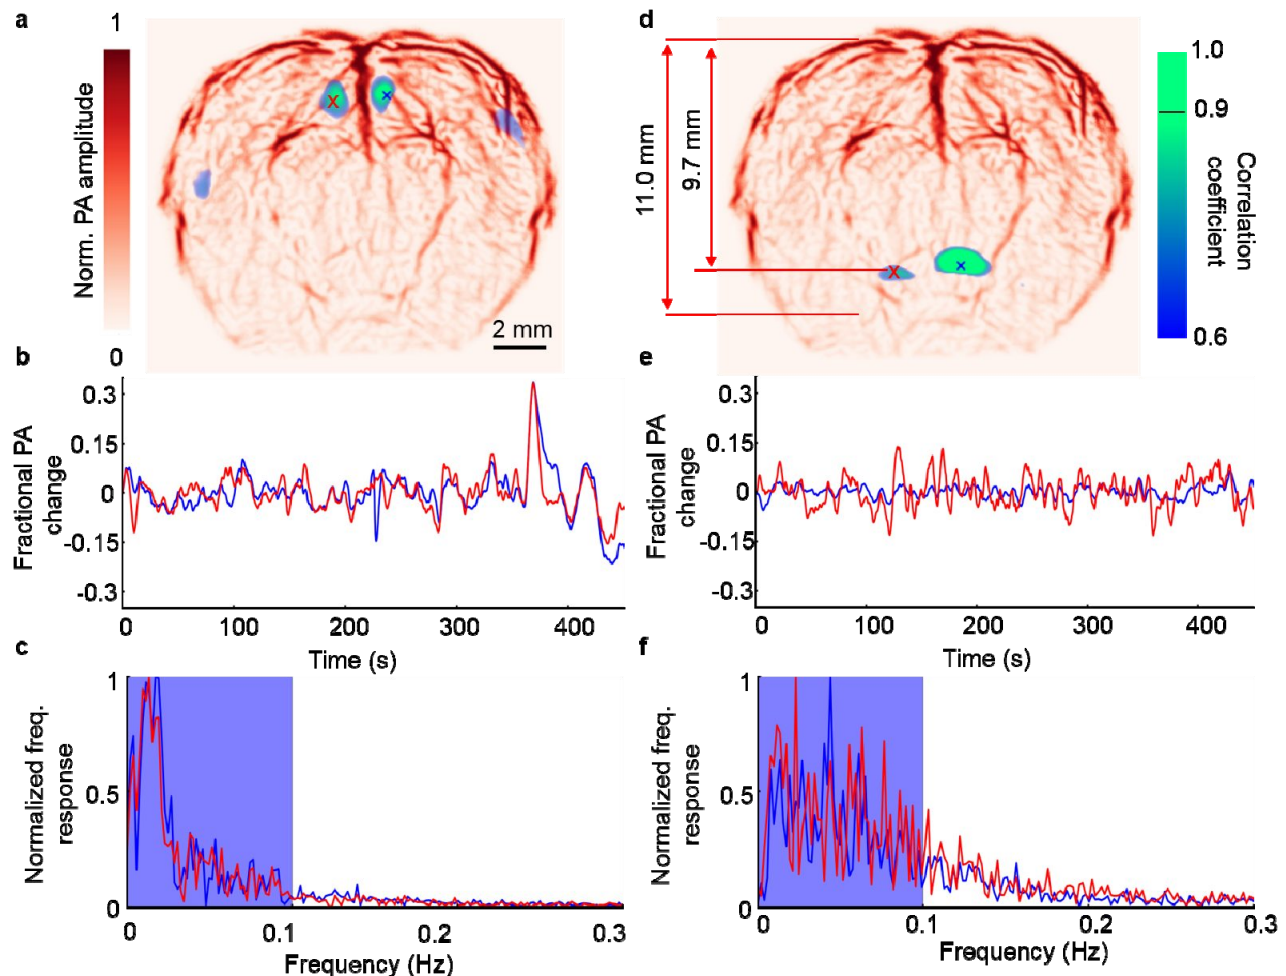 a
1
Norm. PA amplitude
0
X
×
2 mm
d
11.0 mm
9.7 mm
X
×
1.0
0.9
Correlation
coefficient
0.6
b
Fractional PA
change
0.3
0.15
0
-0.15
-0.3
0
100
200
300
400
Time (s)
e
Fractional PA
change
0.3
0.15
0
-0.15
-0.3
0
100
200
300
400
Time (s)
c
Normalized freq.
response
1
0.5
0
0
0.1
0.2
0.3
Frequency (Hz)
f
Normalized freq.
response
1
0.5
0
0
0.1
0.2
0.3
Frequency (Hz)